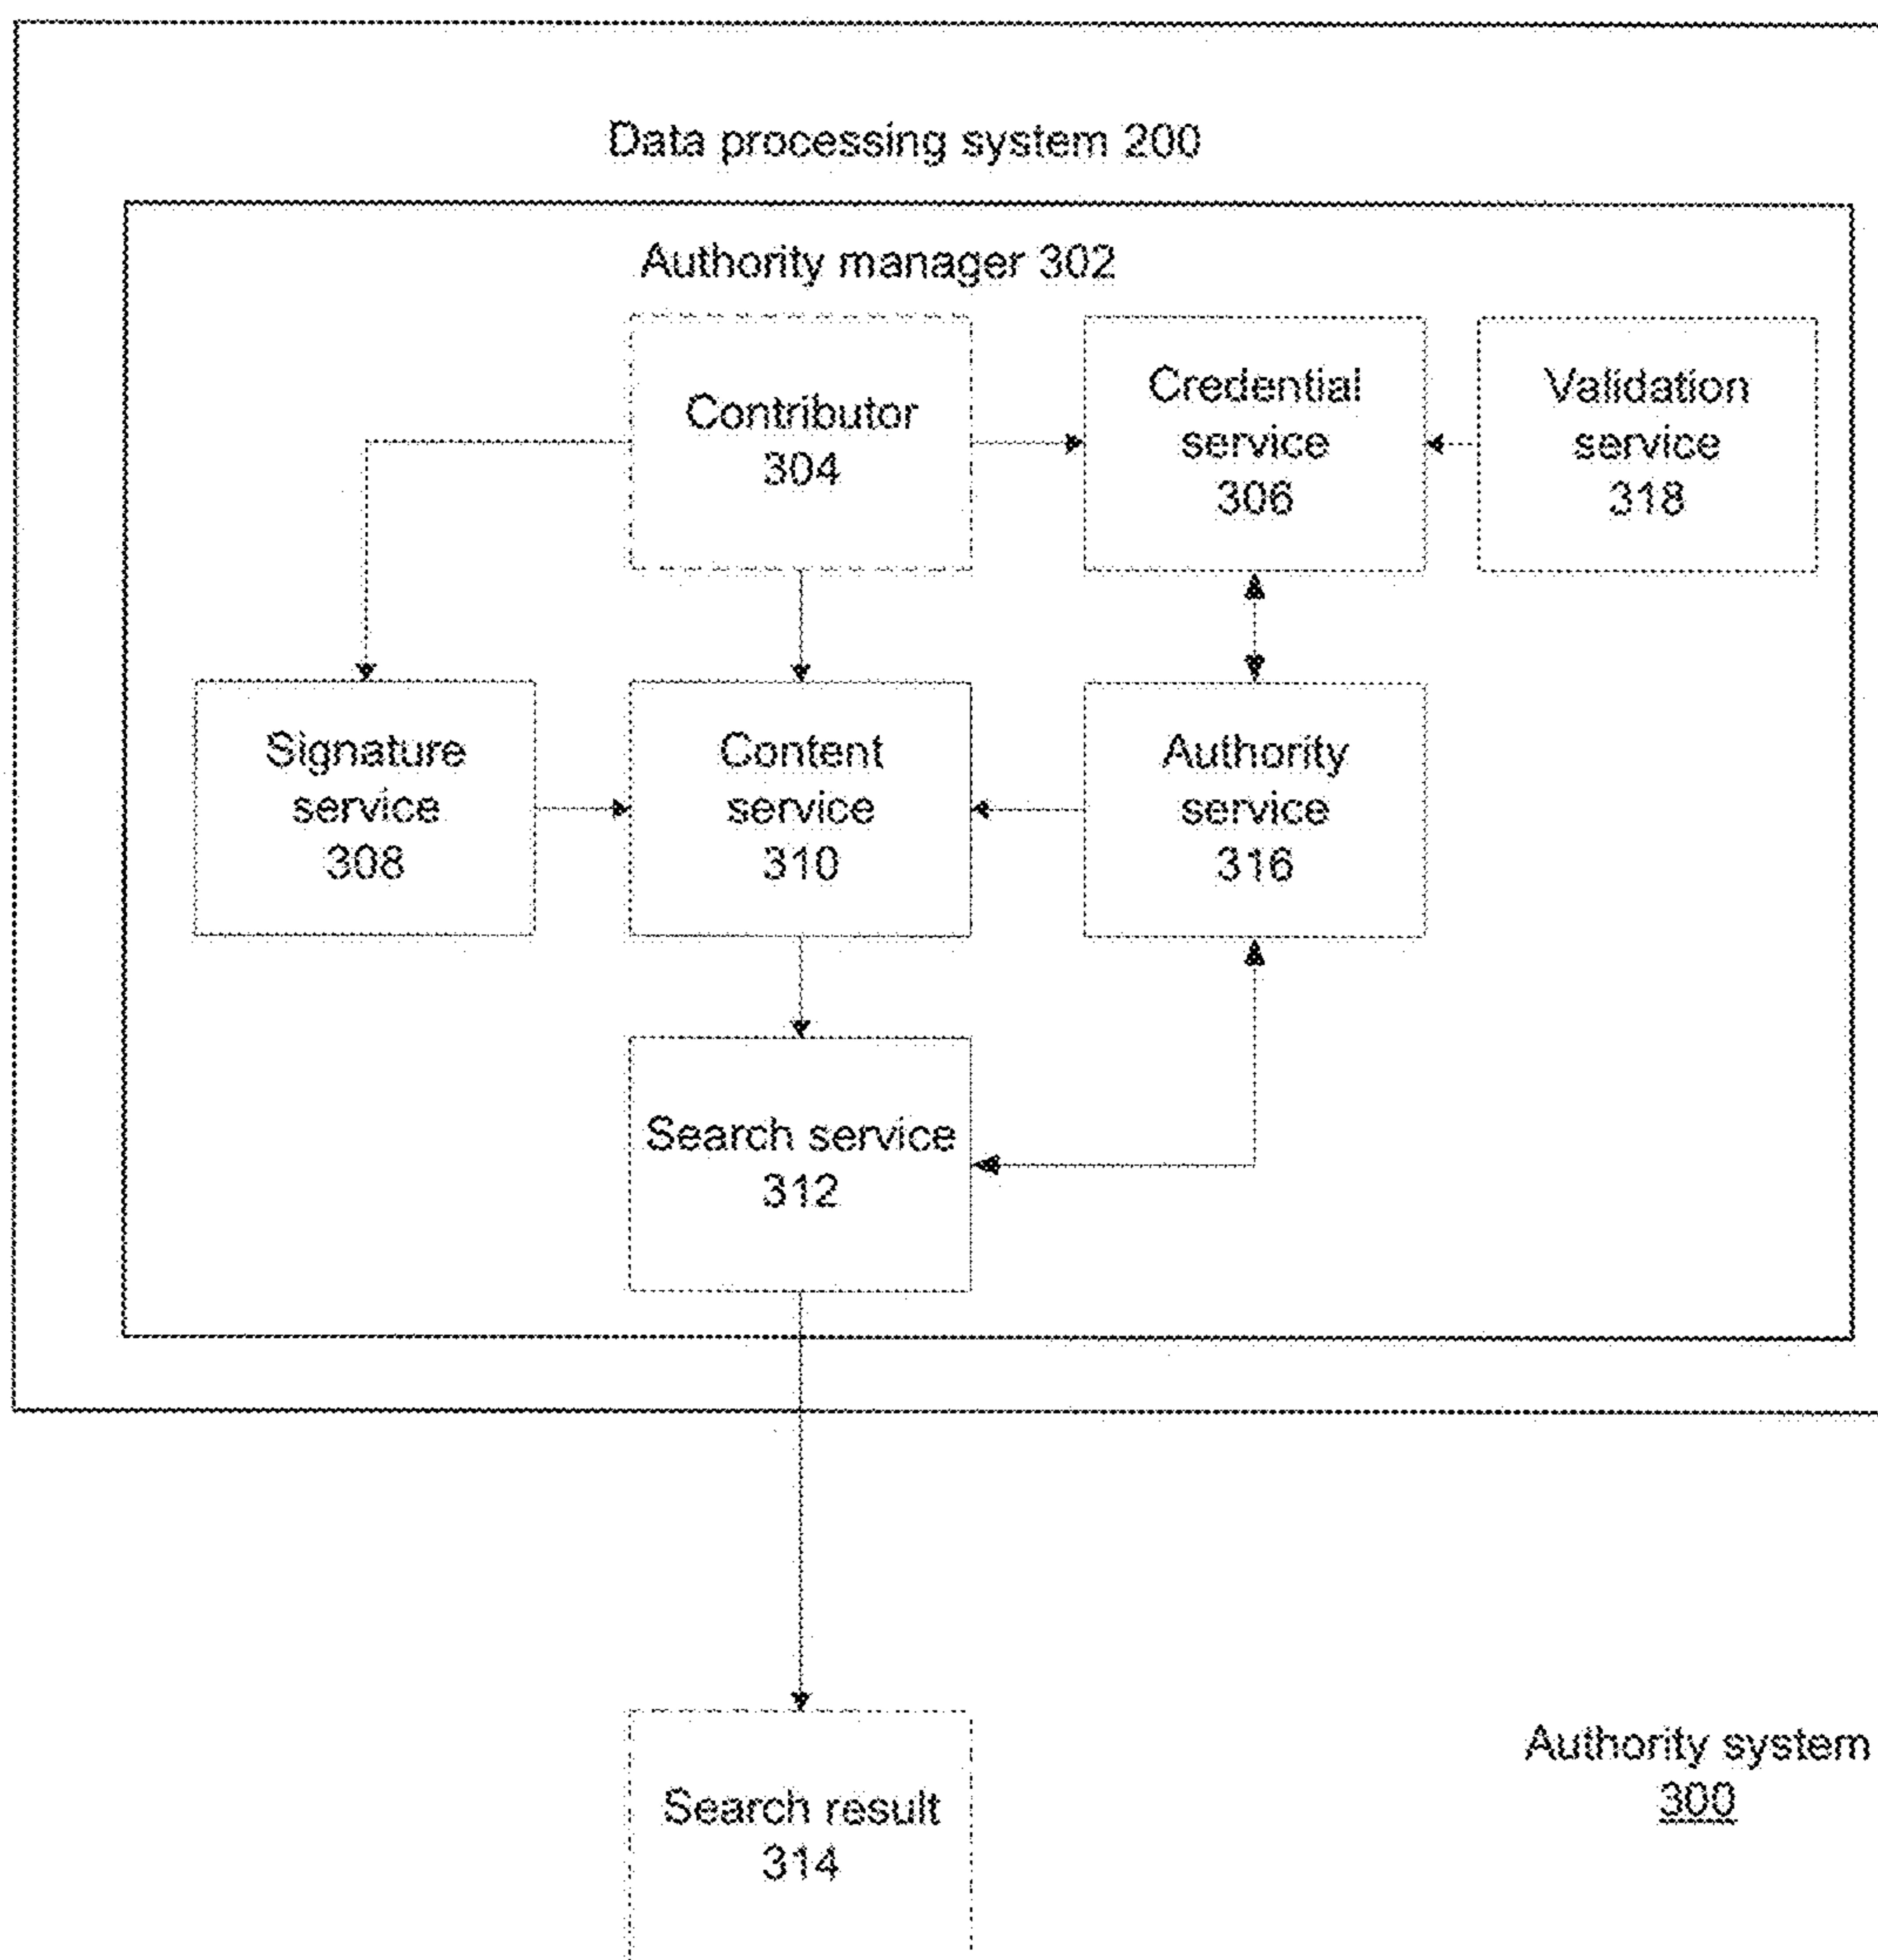 Data processing system 200
Authority manager 302
Contributor
304
Credential
service
306
Validation
service
318
Signature
service
308
Content
service
310
Authority
service
316
Search service
312
Search result
314
Authority system
300